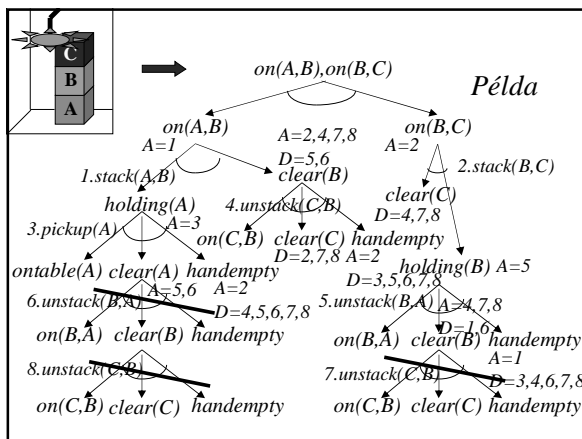 C
B
A
on(A,B),on(B,C)
Példa
on(A,B)
A=1
A=2,4,7,8
D=5,6
on(B,C)
A=2
1.stack(A,B)
clear(B)
2.stack(B,C)
holding(A)
4.unstack(C,B)
clear(C)
D=4,7,8
3.pickup(A)
A=3
on(C,B) clear(C) handempty
D=2,7,8 A=2
holding(B) A=5
D=3,5,6,7,8
ontable(A) clear(A) handempty
A=5,6
A=2
D=4,5,6,7,8
6.unstack(B,A)
5.unstack(B,A)
A=4,7,8
D=1,6
on(B,A) clear(B) handempty
on(B,A) clear(B) handempty
A=1
D=3,4,6,7,8
8.unstack(C,B)
7.unstack(C,B)
on(C,B) clear(C) handempty
on(C,B) clear(C) handempty